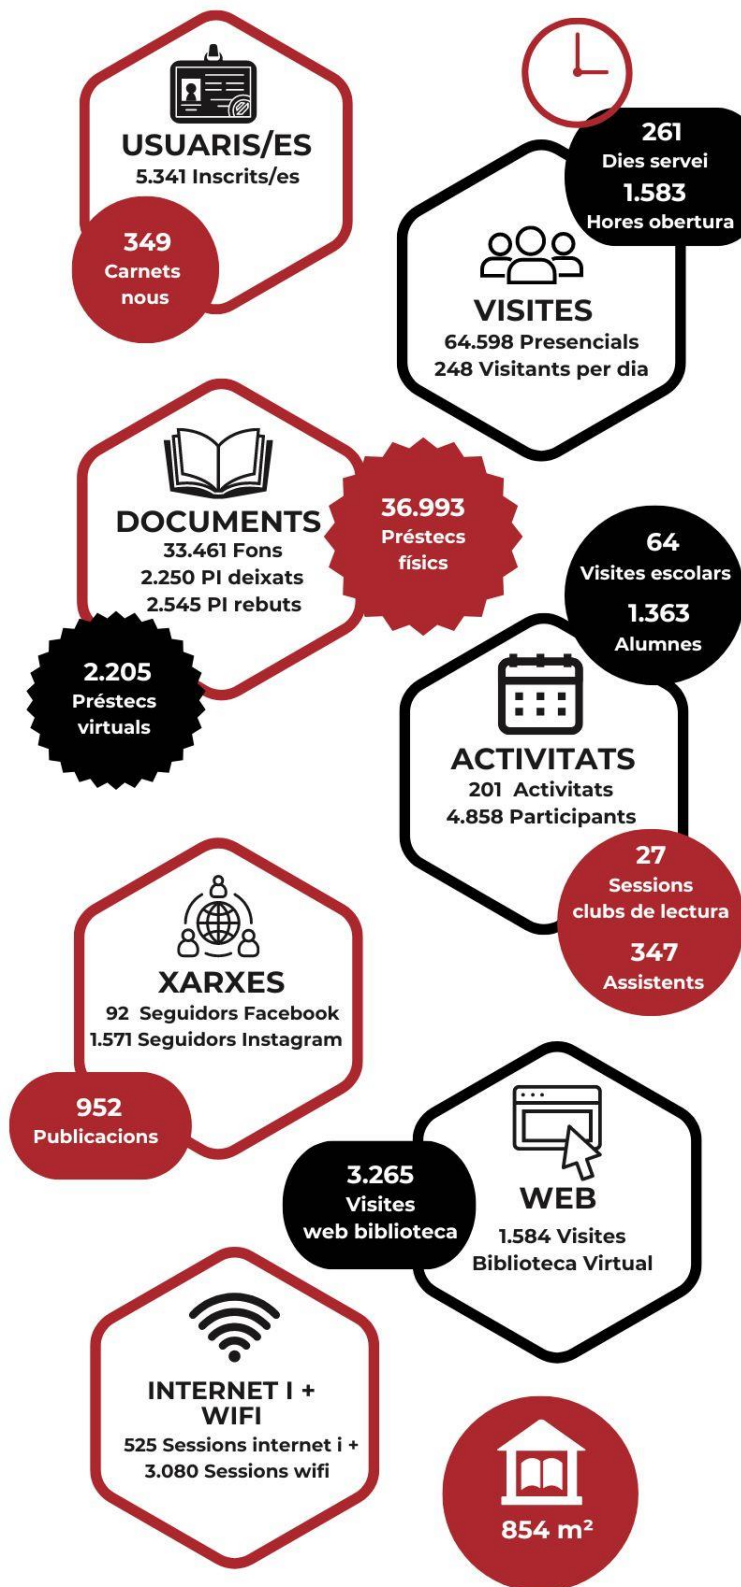 USUARIS/ES
5.341 Inscrits/es
349
Carnets
nous
261
Dies servei
1.583
Hores obertura
VISITES
64.598 Presencials
248 Visitants per dia
DOCUMENTS
33.461 Fons
2.250 PI deixats
2.545 PI rebuts
36.993
Préstecs
físics
2.205
Préstecs
virtuals
64
Visites escolars
1.363
Alumnes
ACTIVITATS
201 Activitats
4.858 Participants
27
Sessions
clubs de lectura
347
Assistents
XARXES
92 Seguidors Facebook
1.571 Seguidors Instagram
952
Publicacions
3.265
Visites
web biblioteca
WEB
1.584 Visites
Biblioteca Virtual
INTERNET I +
WIFI
525 Sessions internet i +
3.080 Sessions wifi
854 m²